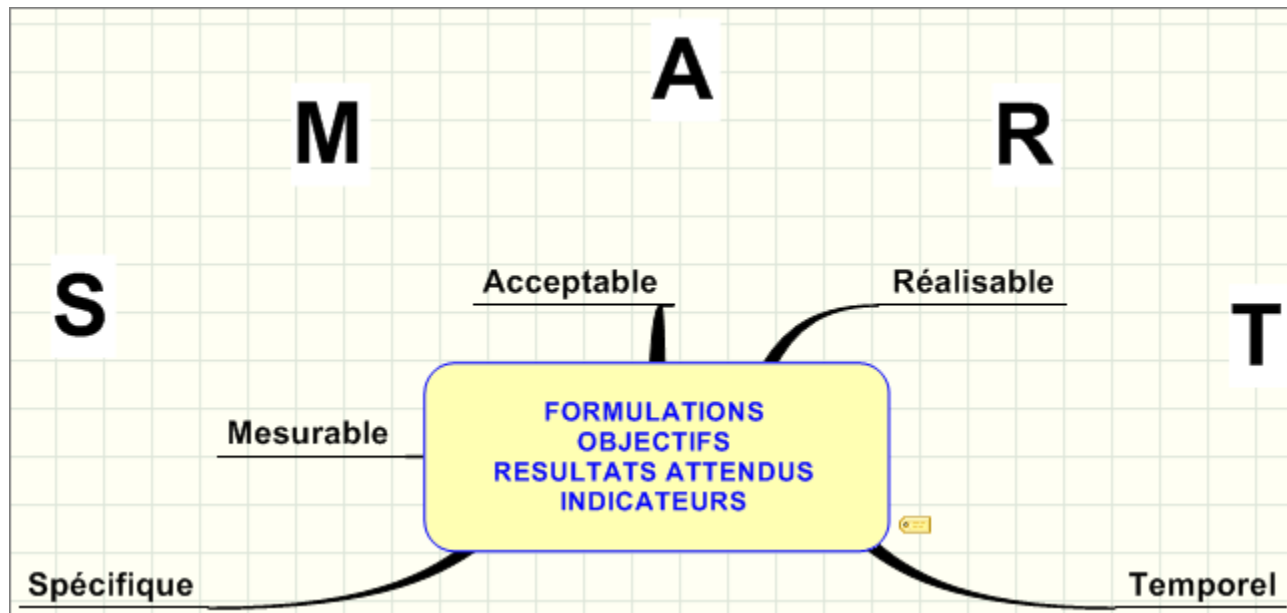 A
M
R
S
T
Acceptable
Réalisable
Mesurable
FORMULATIONS
OBJECTIFS
RESULTATS ATTENDUS
INDICATEURS
Spécifique
Temporel